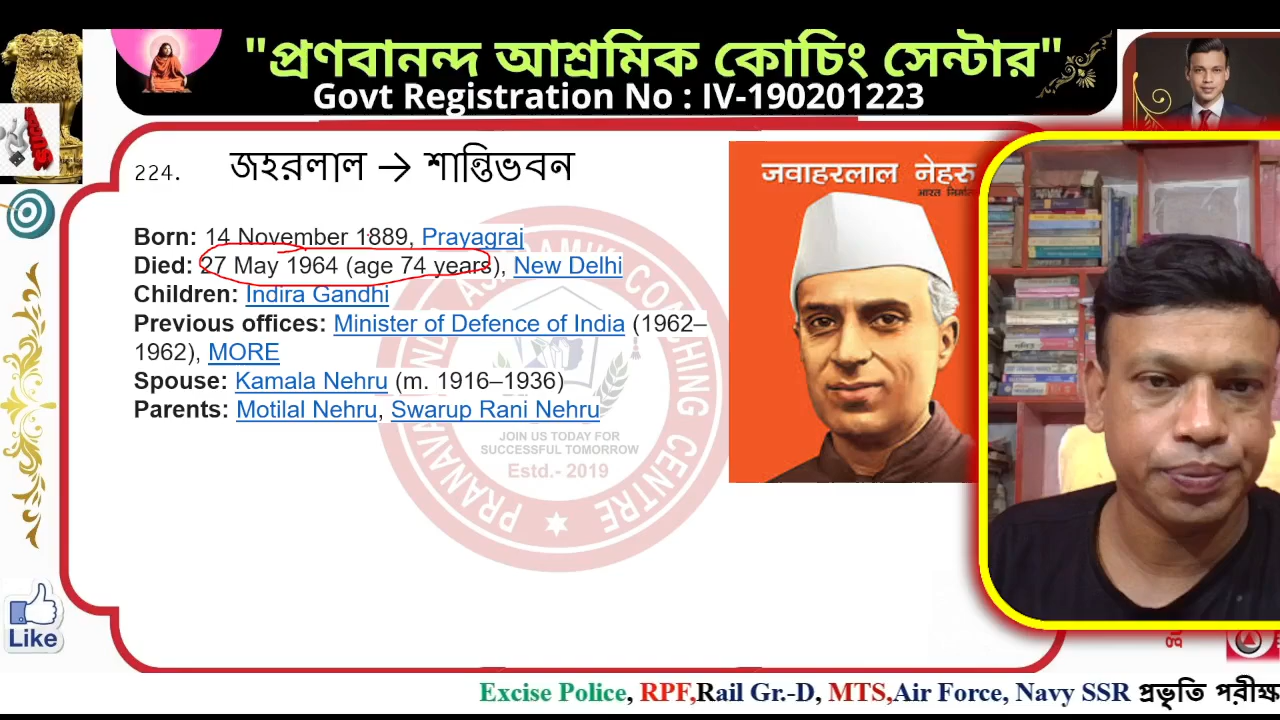 "প্রণবানন্দ আশ্রমিক কোচিং সেন্টার"
Govt Registration No : IV-190201223
224. জহরলাল → শান্তিভবন
Born: 14 November 1889, Prayagraj
Died: 27 May 1964 (age 74 years), New Delhi
Children: Indira Gandhi
Previous offices: Minister of Defence of India (1962–
1962), MORE
Spouse: Kamala Nehru (m. 1916–1936)
Parents: Motilal Nehru, Swarup Rani Nehru
जवाहरलाल नेहरू
JOIN US TODAY FOR
SUCCESSFUL TOMORROW
Estd.- 2019
Like
Excise Police, RPF,Rail Gr.-D, MTS,Air Force, Navy SSR প্রভৃতি পরীক্ষ